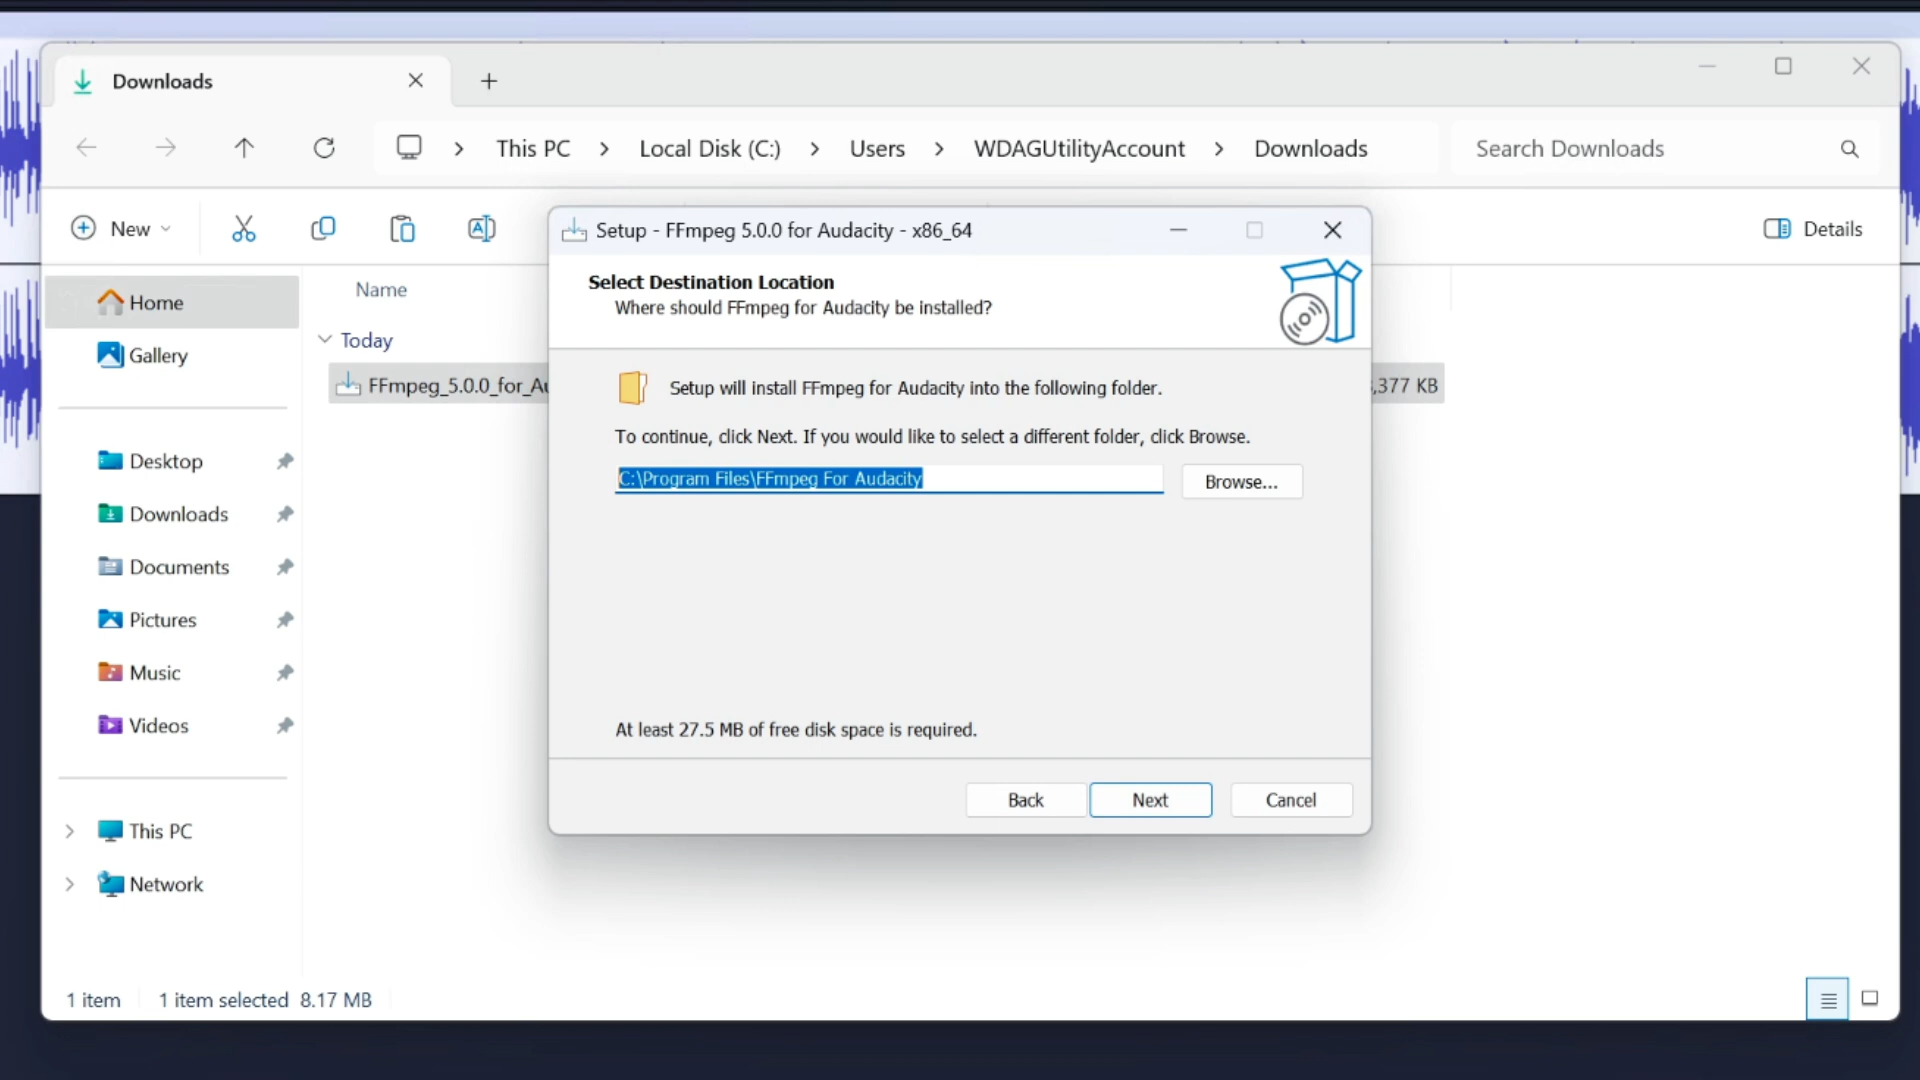 Downloads
This PC
Local Disk (C:)
Users
WDAGUtilityAccount
Downloads
Search Downloads
New
Details
Setup - FFmpeg 5.0.0 for Audacity - x86_64
Select Destination Location
Where should FFmpeg for Audacity be installed?
Setup will install FFmpeg for Audacity into the following folder.
To continue, click Next. If you would like to select a different folder, click Browse.
C:\Program Files\FFmpeg For Audacity
Browse...
At least 27.5 MB of free disk space is required.
Back
Next
Cancel
Home
Gallery
Desktop
Downloads
Documents
Pictures
Music
Videos
This PC
Network
Name
Today
FFmpeg_5.0.0_for_Au
,377 KB
1 item
1 item selected 8.17 MB